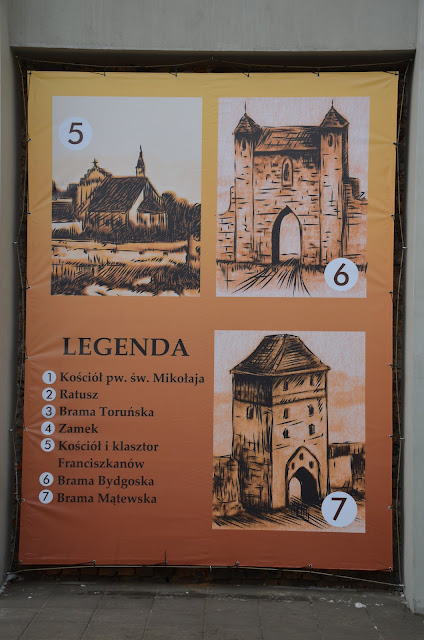 5
6
LEGENDA
1 Kościół pw. św. Mikołaja
2 Ratusz
3 Brama Toruńska
4 Zamek
5 Kościół i klasztor
Franciszkanów
6 Brama Bydgoska
7 Brama Mątewska
7